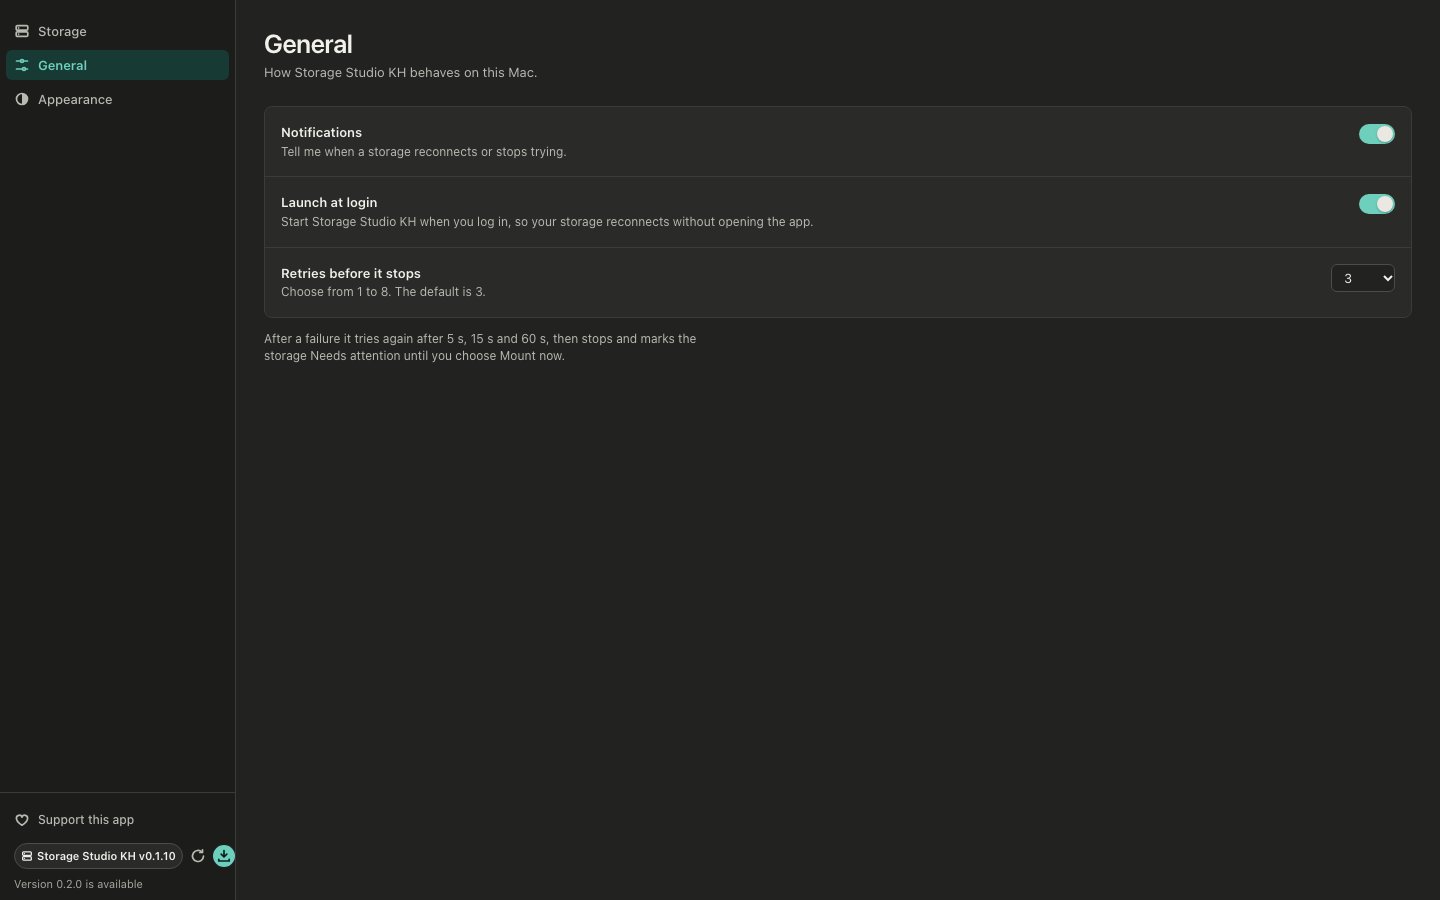 Storage
General
Appearance
General
How Storage Studio KH behaves on this Mac.
Notifications
Tell me when a storage reconnects or stops trying.
Launch at login
Start Storage Studio KH when you log in, so your storage reconnects without opening the app.
Retries before it stops
Choose from 1 to 8. The default is 3.
3
After a failure it tries again after 5 s, 15 s and 60 s, then stops and marks the
storage Needs attention until you choose Mount now.
Support this app
Storage Studio KH v0.1.10
Version 0.2.0 is available